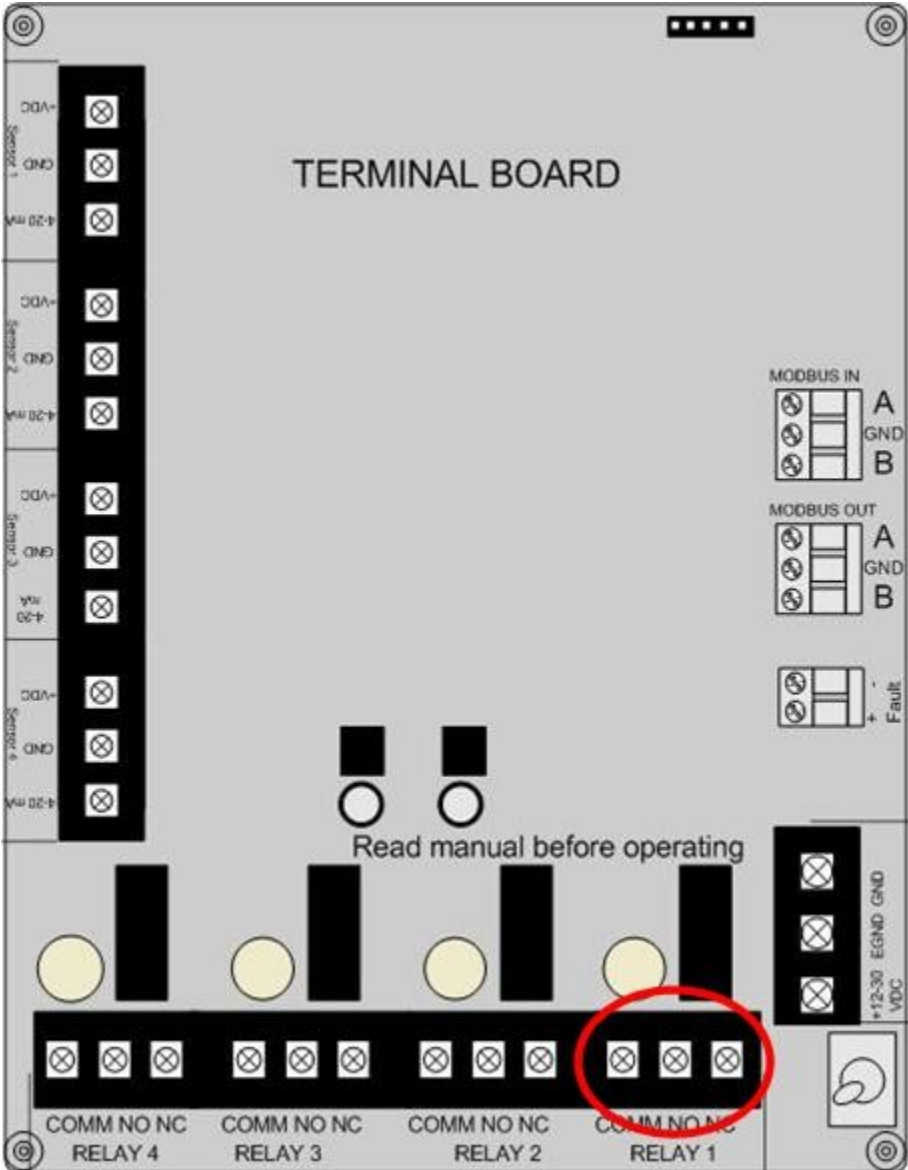 TERMINAL BOARD
Sensor 1
+VDC
GND
4-20 mA
Sensor 2
+VDC
GND
4-20 mA
Sensor 3
+VDC
GND
4-20
mA
Sensor 4
+VDC
GND
4-20 mA
MODBUS IN
A
GND
B
MODBUS OUT
A
GND
B
-
+ Fault
Read manual before operating
GND
EGND
+12-30
VDC
COMM NO NC
RELAY 4
COMM NO NC
RELAY 3
COMM NO NC
RELAY 2
COMM NO NC
RELAY 1